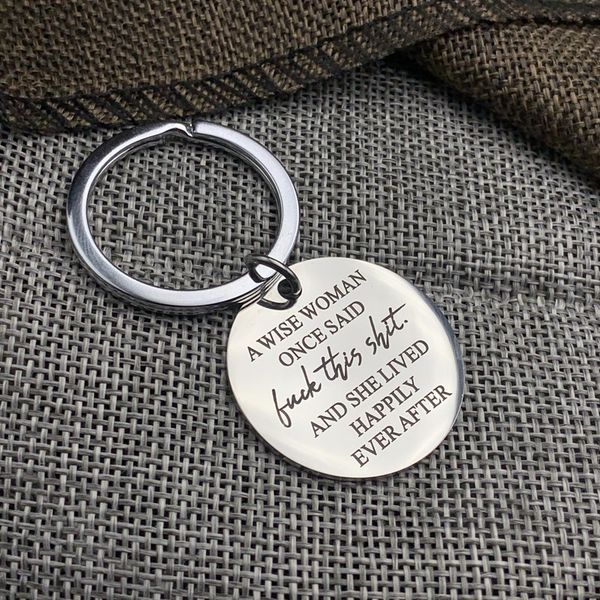 A WISE WOMAN
ONCE SAID
fuck this shit.
AND SHE LIVED
HAPPILY
EVER AFTER